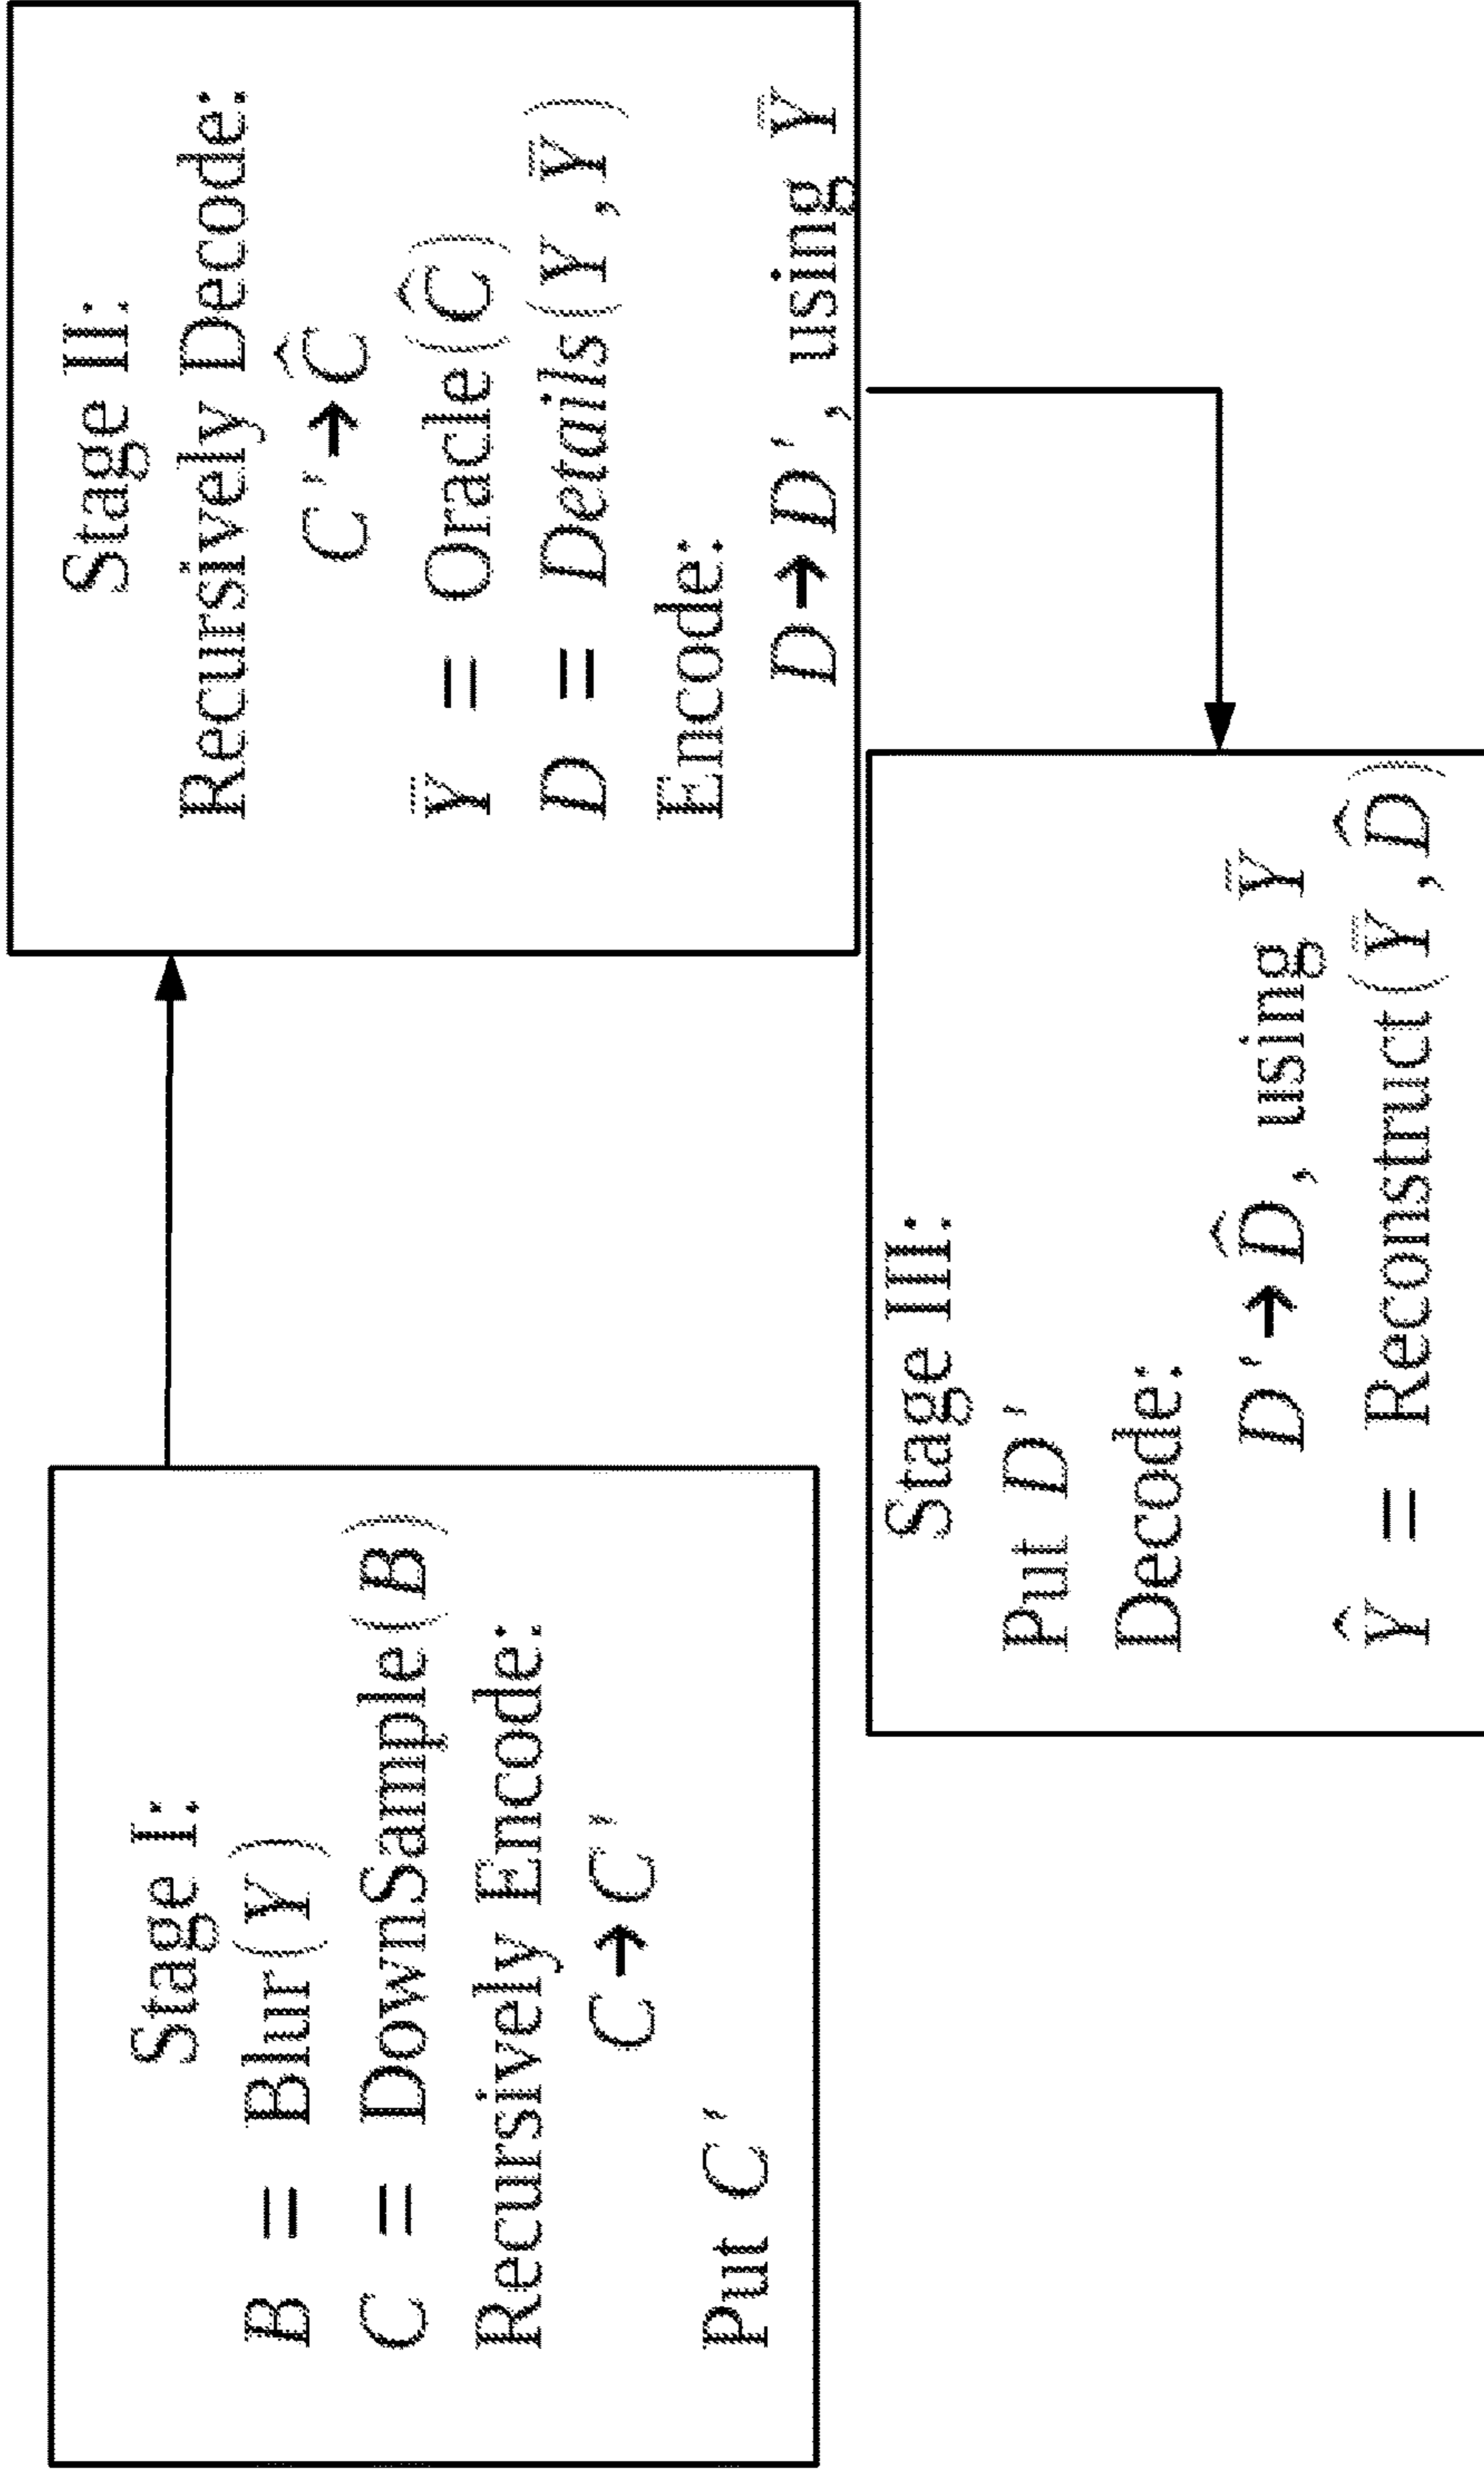 Stage I:
B = Blur(Y)
C = DownSample(B)
Recursively Encode:
C→C'
Put C'
Stage II:
Recursively Decode:
C'→Ĉ
Ȳ = Oracle(Ĉ)
D = Details(Y,Ȳ)
Encode:
D→D', using Ȳ
Stage III:
Put D'
Decode:
D'→D̂, using Ȳ
Ŷ = Reconstruct(Ȳ,D̂)